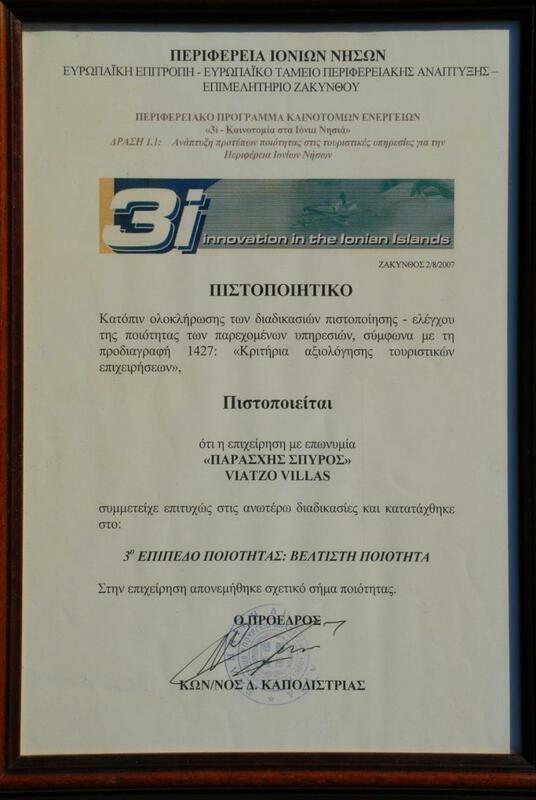 ΠΕΡΙΦΕΡΕΙΑ ΙΟΝΙΩΝ ΝΗΣΩΝ
ΕΥΡΩΠΑΪΚΗ ΕΠΙΤΡΟΠΗ - ΕΥΡΩΠΑΪΚΟ ΤΑΜΕΙΟ ΠΕΡΙΦΕΡΕΙΑΚΗΣ ΑΝΑΠΤΥΞΗΣ –
ΕΠΙΜΕΛΗΤΗΡΙΟ ΖΑΚΥΝΘΟΥ
ΠΕΡΙΦΕΡΕΙΑΚΟ ΠΡΟΓΡΑΜΜΑ ΚΑΙΝΟΤΟΜΩΝ ΕΝΕΡΓΕΙΩΝ
«3i - Καινοτομία στα Ιόνια Νησιά»
ΔΡΑΣΗ 1.1: Ανάπτυξη προτύπων ποιότητας στις τουριστικές υπηρεσίες για την
Περιφέρεια Ιονίων Νήσων
3i innovation in the Ionian Islands
ΖΑΚΥΝΘΟΣ 2/8/2007
ΠΙΣΤΟΠΟΙΗΤΙΚΟ
Κατόπιν ολοκλήρωσης των διαδικασιών πιστοποίησης - ελέγχου
της ποιότητας των παρεχομένων υπηρεσιών, σύμφωνα με τη
προδιαγραφή 1427: «Κριτήρια αξιολόγησης τουριστικών
επιχειρήσεων»,
Πιστοποιείται
ότι η επιχείρηση με επωνυμία
«ΠΑΡΑΣΧΗΣ ΣΠΥΡΟΣ»
VIATZO VILLAS
συμμετείχε επιτυχώς στις ανωτέρω διαδικασίες και κατατάχθηκε
στο:
3ο ΕΠΙΠΕΔΟ ΠΟΙΟΤΗΤΑΣ: ΒΕΛΤΙΣΤΗ ΠΟΙΟΤΗΤΑ
Στην επιχείρηση απονεμήθηκε σχετικό σήμα ποιότητας.
Ο ΠΡΟΕΔΡΟΣ
ΚΩΝ/ΝΟΣ Δ. ΚΑΠΟΔΙΣΤΡΙΑΣ